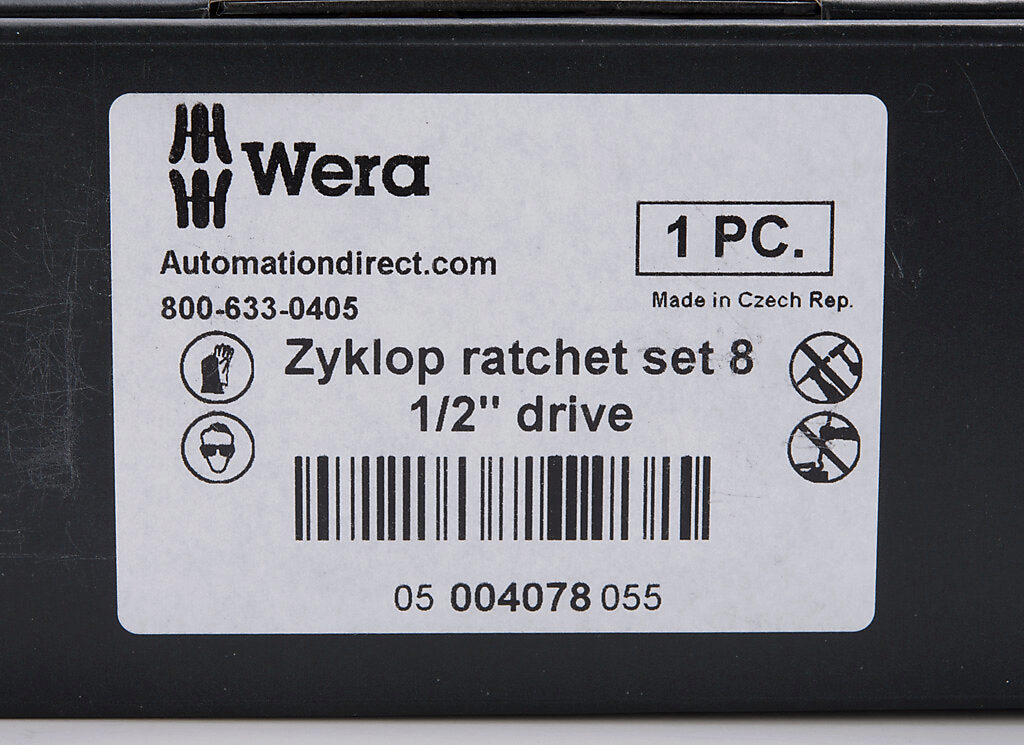 Wera
Automationdirect.com
800-633-0405
1 PC.
Made in Czech Rep.
Zyklop ratchet set 8
1/2" drive
05 004078 055